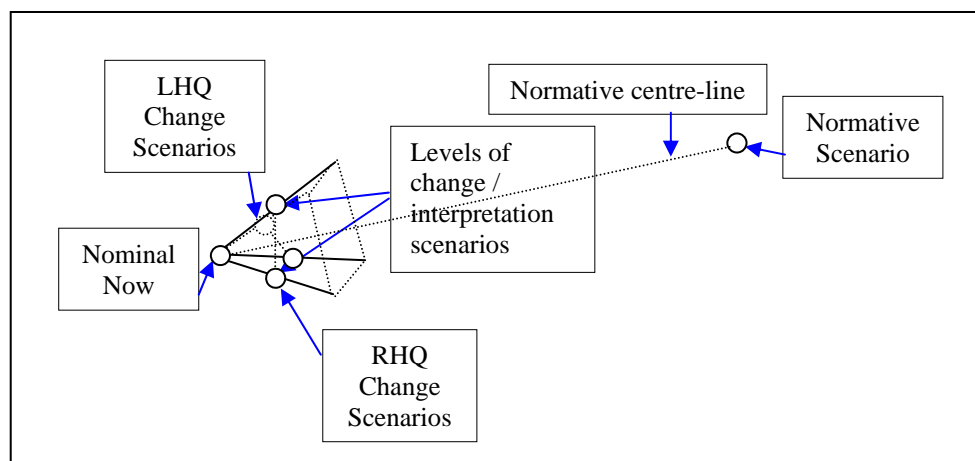 LHQ
Change
Scenarios
Normative centre-line
Normative
Scenario
Levels of
change /
interpretation
scenarios
Nominal
Now
RHQ
Change
Scenarios